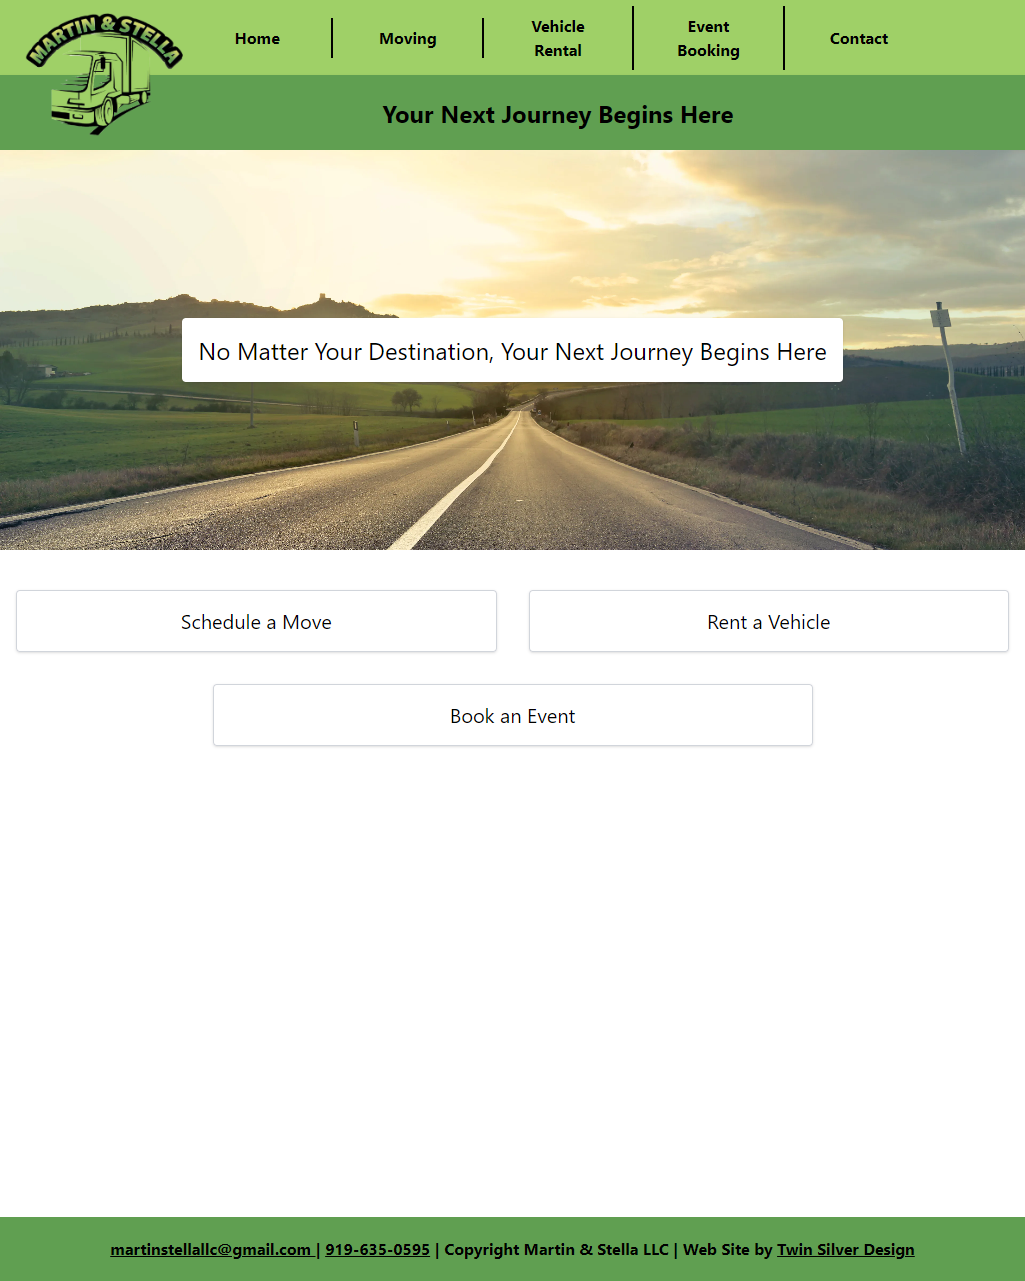 MARTIN & STELLA
Home
Moving
Vehicle
Rental
Event
Booking
Contact
Your Next Journey Begins Here
No Matter Your Destination, Your Next Journey Begins Here
Schedule a Move
Rent a Vehicle
Book an Event
martinstellallc@gmail.com | 919-635-0595 | Copyright Martin & Stella LLC | Web Site by Twin Silver Design